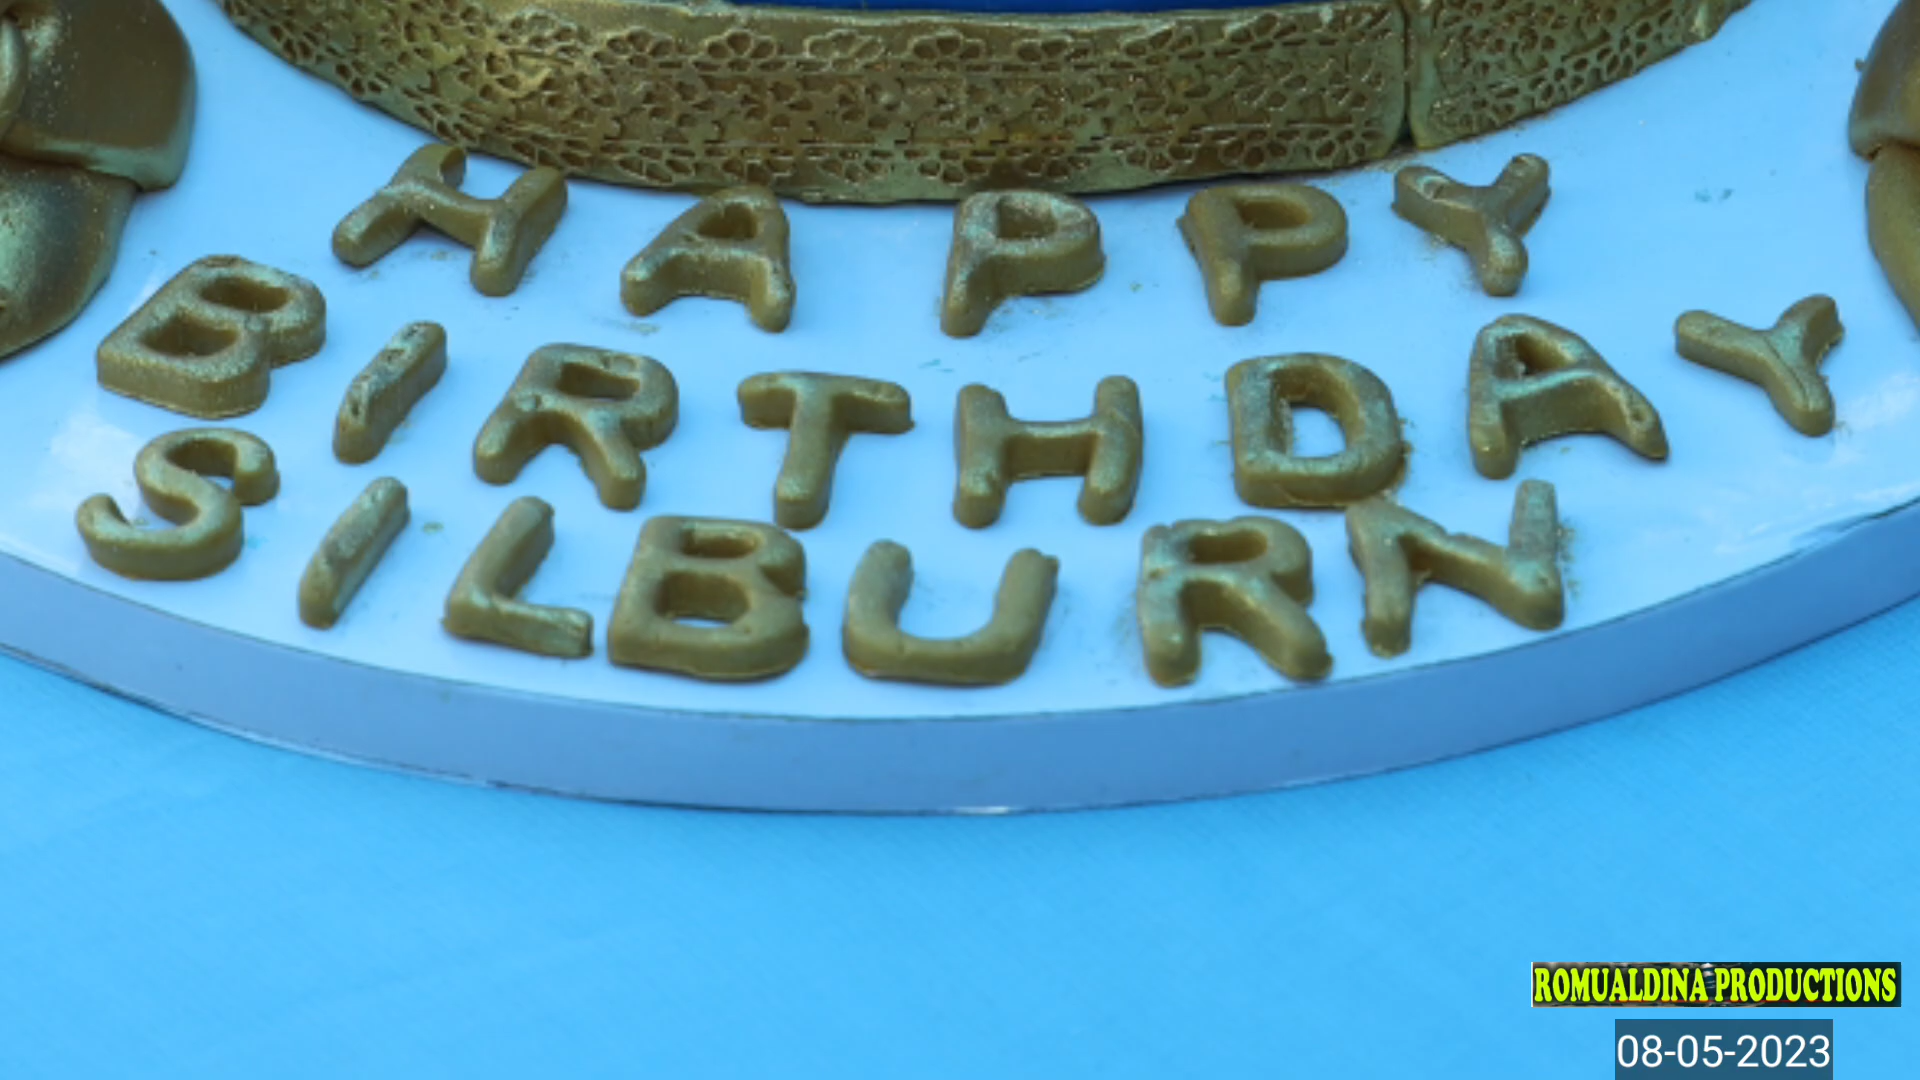 HAPPY
BIRTHDAY
SILBURN
ROMUALDINA PRODUCTIONS
08-05-2023